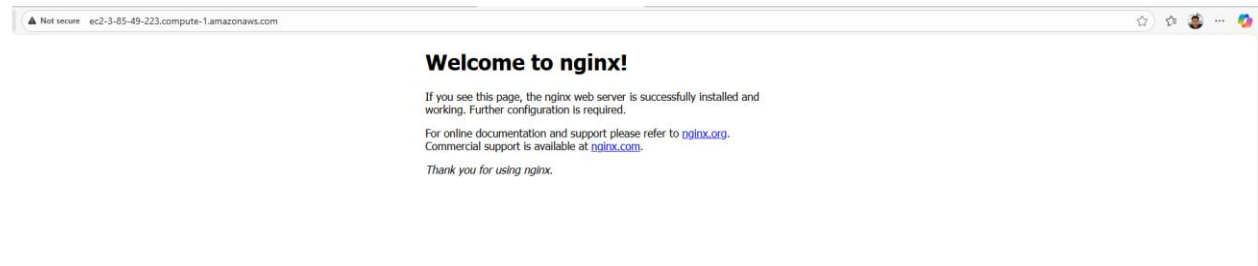 Not secure ec2-3-85-49-223.compute-1.amazonaws.com
Welcome to nginx!
If you see this page, the nginx web server is successfully installed and
working. Further configuration is required.
For online documentation and support please refer to nginx.org.
Commercial support is available at nginx.com.
Thank you for using nginx.